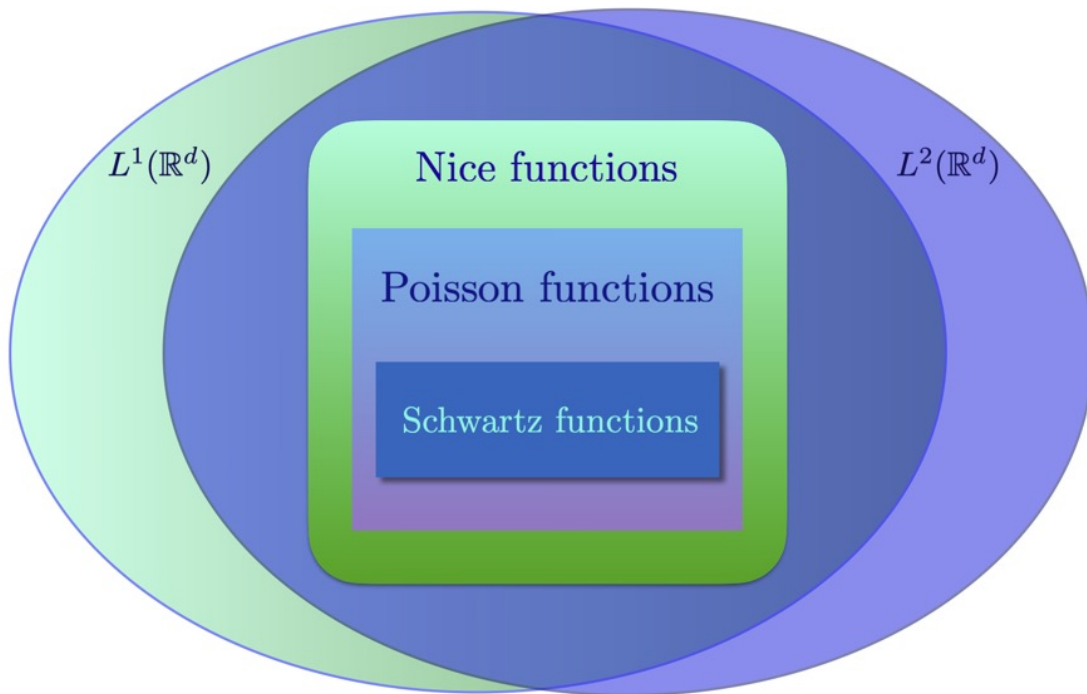 L¹(ℝᵈ)
Nice functions
L²(ℝᵈ)
Poisson functions
Schwartz functions